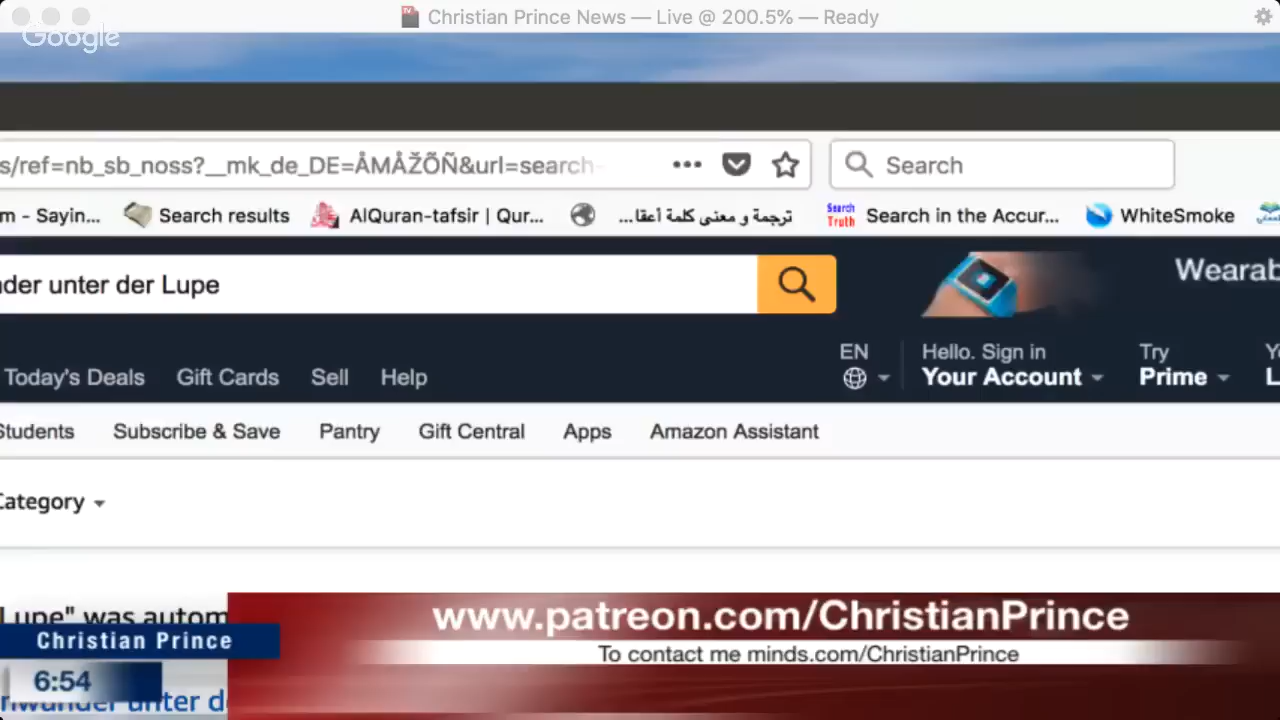 Christian Prince News — Live @ 200.5% — Ready
Google
s/ref=nb_sb_noss?__mk_de_DE=ÅMÅŽÕÑ&url=search-
Search
m - Sayin...
Search results
AlQuran-tafsir | Qur...
ترجمة و معنى كلمة أعقا...
Search Truth
Search in the Accur...
WhiteSmoke
der unter der Lupe
Wearab
EN
Hello. Sign in
Try
Today's Deals
Gift Cards
Sell
Help
Your Account
Prime
Students
Subscribe & Save
Pantry
Gift Central
Apps
Amazon Assistant
Category
Lupe" was autom
www.patreon.com/ChristianPrince
Christian Prince
To contact me minds.com/ChristianPrince
6:54
nwunder unter d